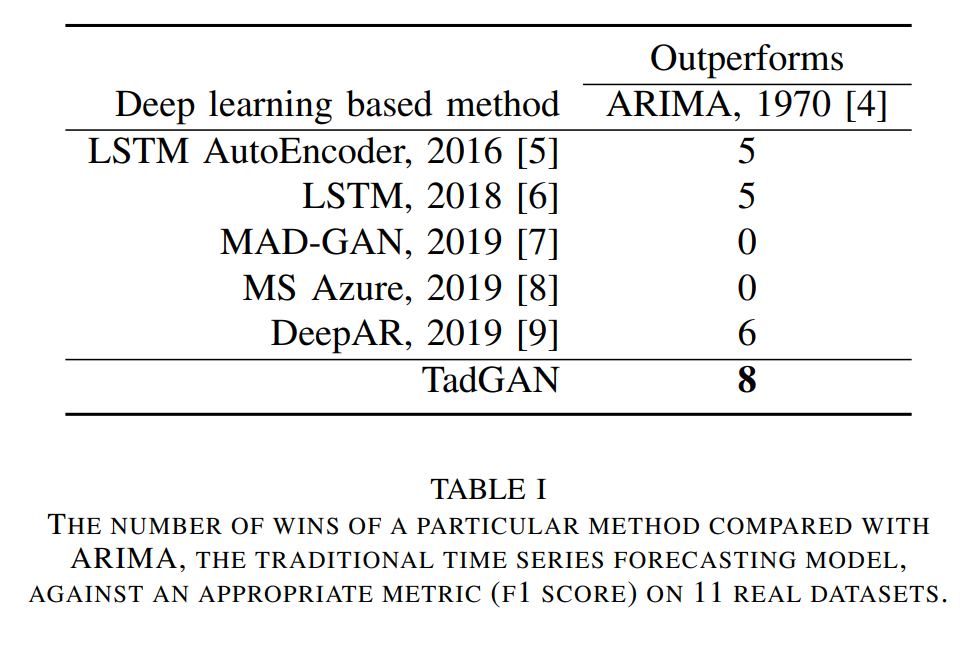 Outperforms
Deep learning based method ARIMA, 1970 [4]
LSTM AutoEncoder, 2016 [5] 5
LSTM, 2018 [6] 5
MAD-GAN, 2019 [7] 0
MS Azure, 2019 [8] 0
DeepAR, 2019 [9] 6
TadGAN 8
TABLE I
THE NUMBER OF WINS OF A PARTICULAR METHOD COMPARED WITH
ARIMA, THE TRADITIONAL TIME SERIES FORECASTING MODEL,
AGAINST AN APPROPRIATE METRIC (F1 SCORE) ON 11 REAL DATASETS.